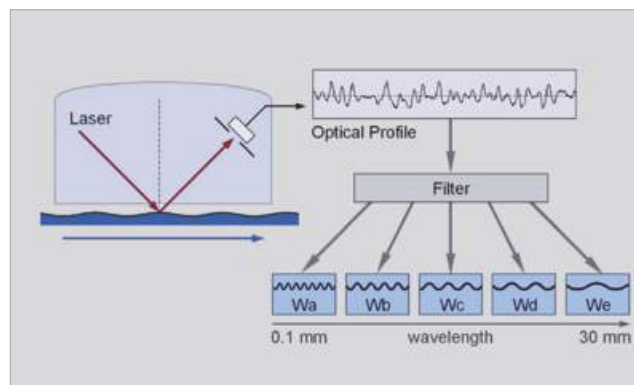 Laser
Optical Profile
Filter
Wa
Wb
Wc
Wd
We
0.1 mm
wavelength
30 mm